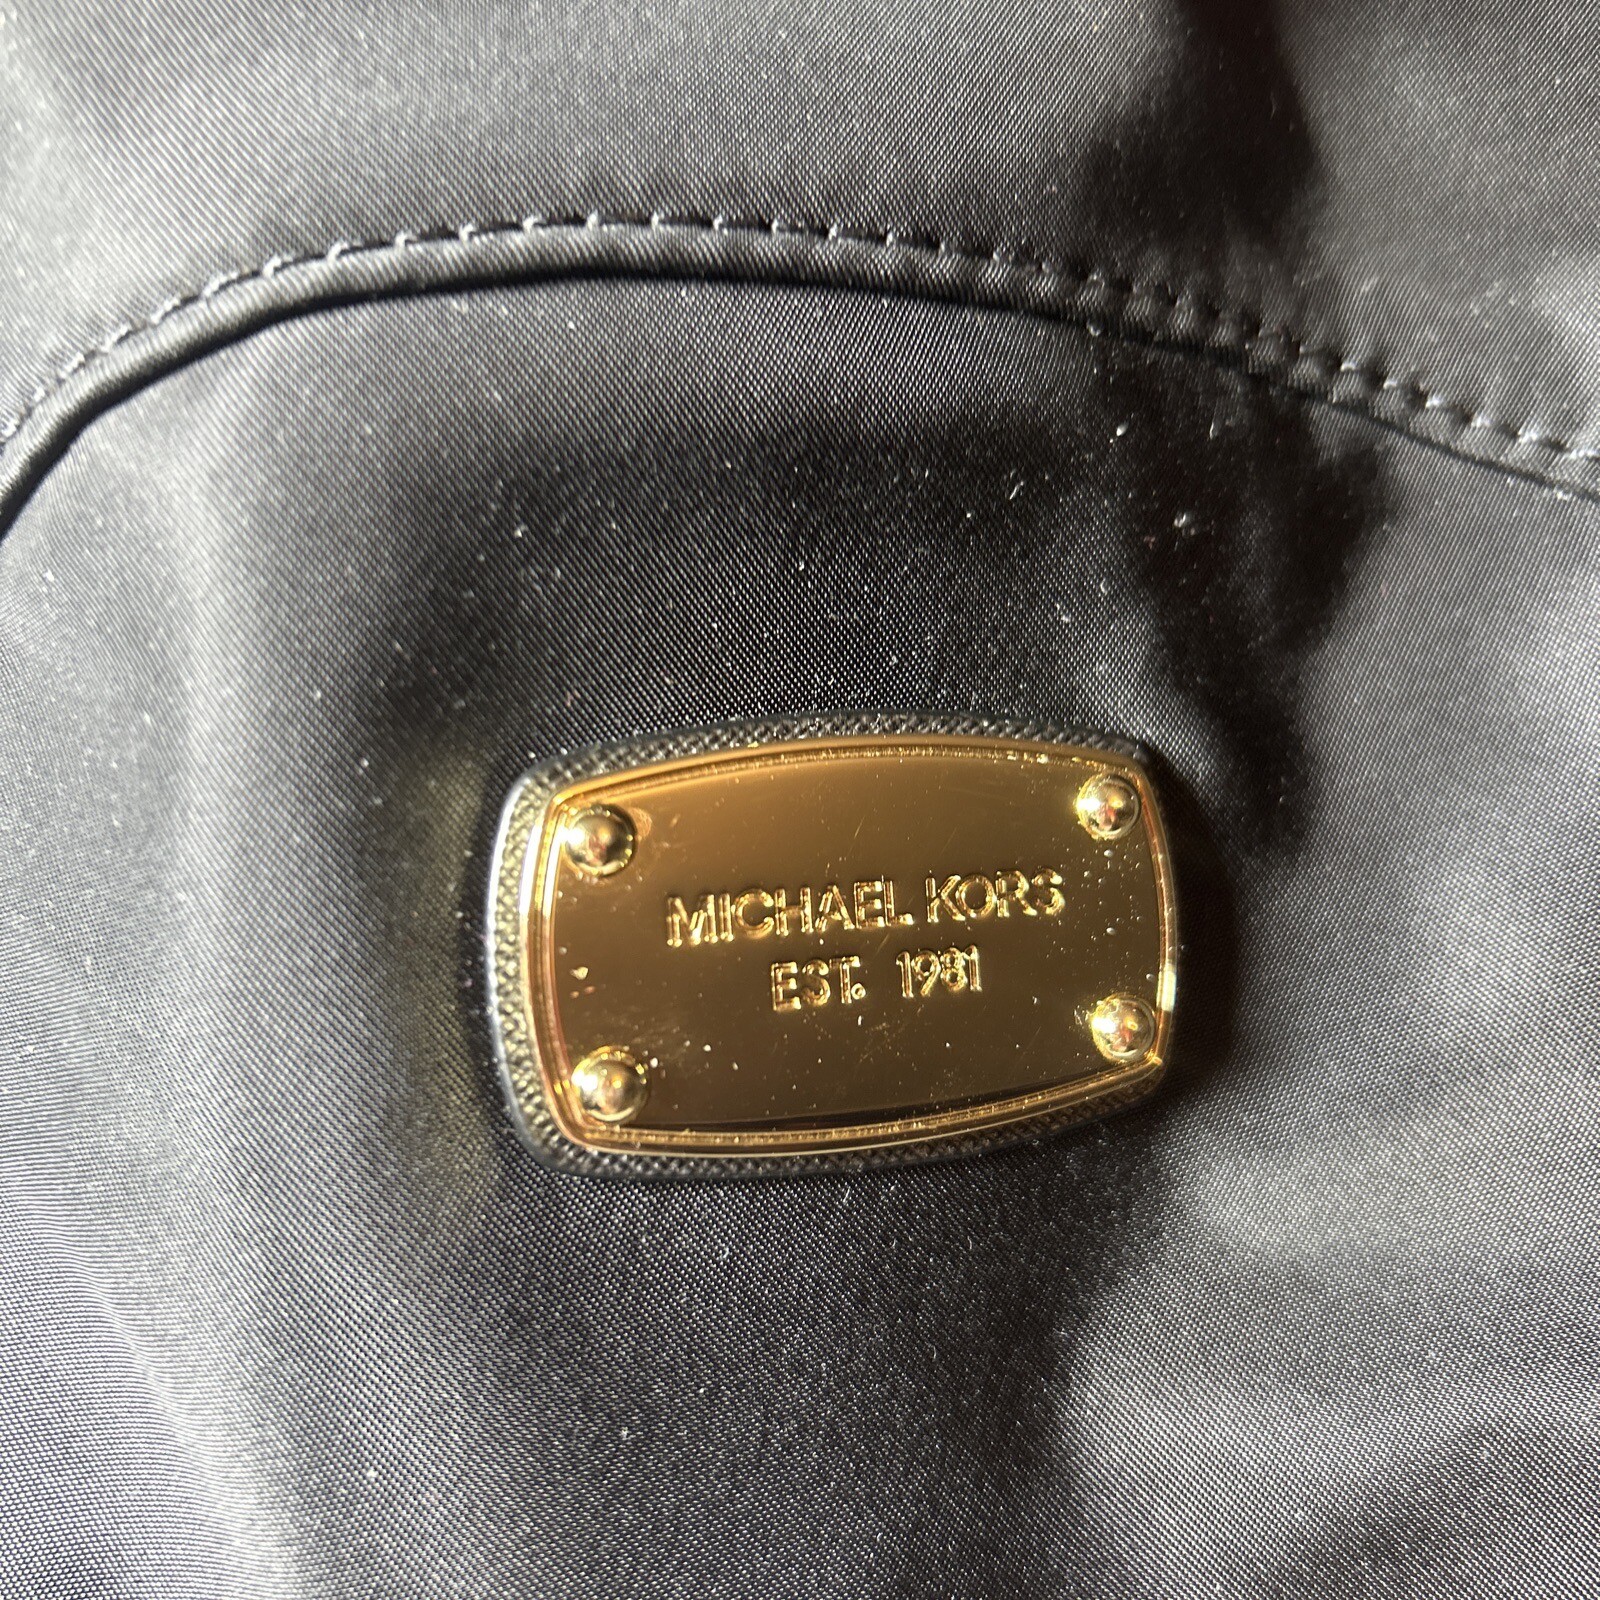 MICHAEL KORS
EST. 1981